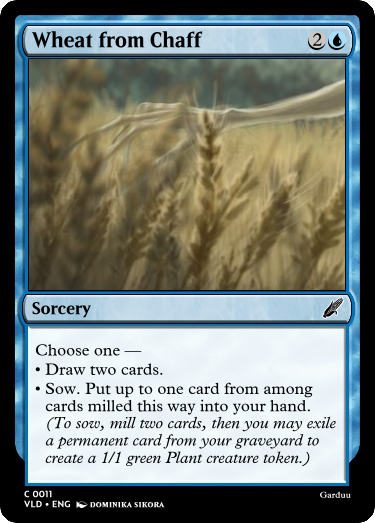 Wheat from Chaff 2
Sorcery
Choose one —
• Draw two cards.
• Sow. Put up to one card from among
cards milled this way into your hand.
(To sow, mill two cards, then you may exile
a permanent card from your graveyard to
create a 1/1 green Plant creature token.)
C 0011
Garduu
VLD • ENG DOMINIKA SIKORA